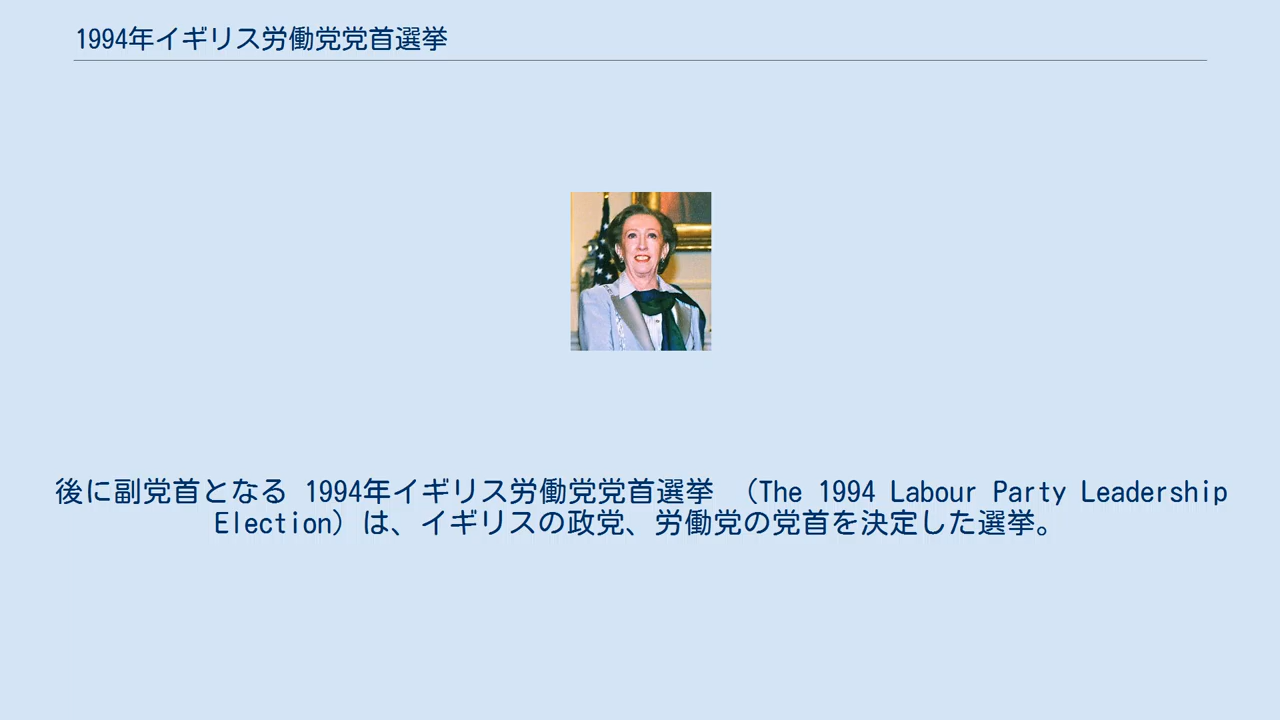 1994年イギリス労働党党首選挙
後に副党首となる 1994年イギリス労働党党首選挙 （The 1994 Labour Party Leadership
Election）は、イギリスの政党、労働党の党首を決定した選挙。